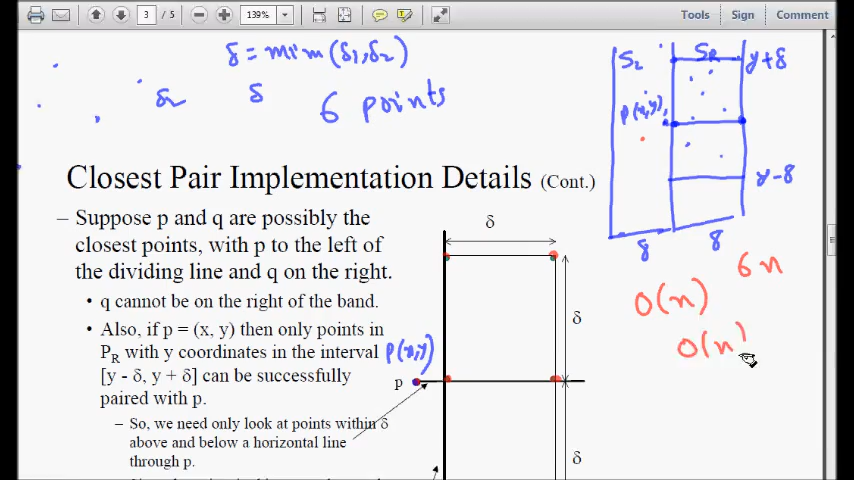 3 / 5
139%
Tools Sign Comment
δ = min (δ1, δ2)
δ2 δ 6 points
SL SR y+δ
p(x,y),
y-δ
δ δ
Closest Pair Implementation Details (Cont.)
– Suppose p and q are possibly the
closest points, with p to the left of
the dividing line and q on the right.
• q cannot be on the right of the band.
• Also, if p = (x, y) then only points in
PR with y coordinates in the interval
[y - δ, y + δ] can be successfully
paired with p.
– So, we need only look at points within δ
above and below a horizontal line
through p.
δ
δ
p(x,y)
p
δ
6n
O(n)
O(n)